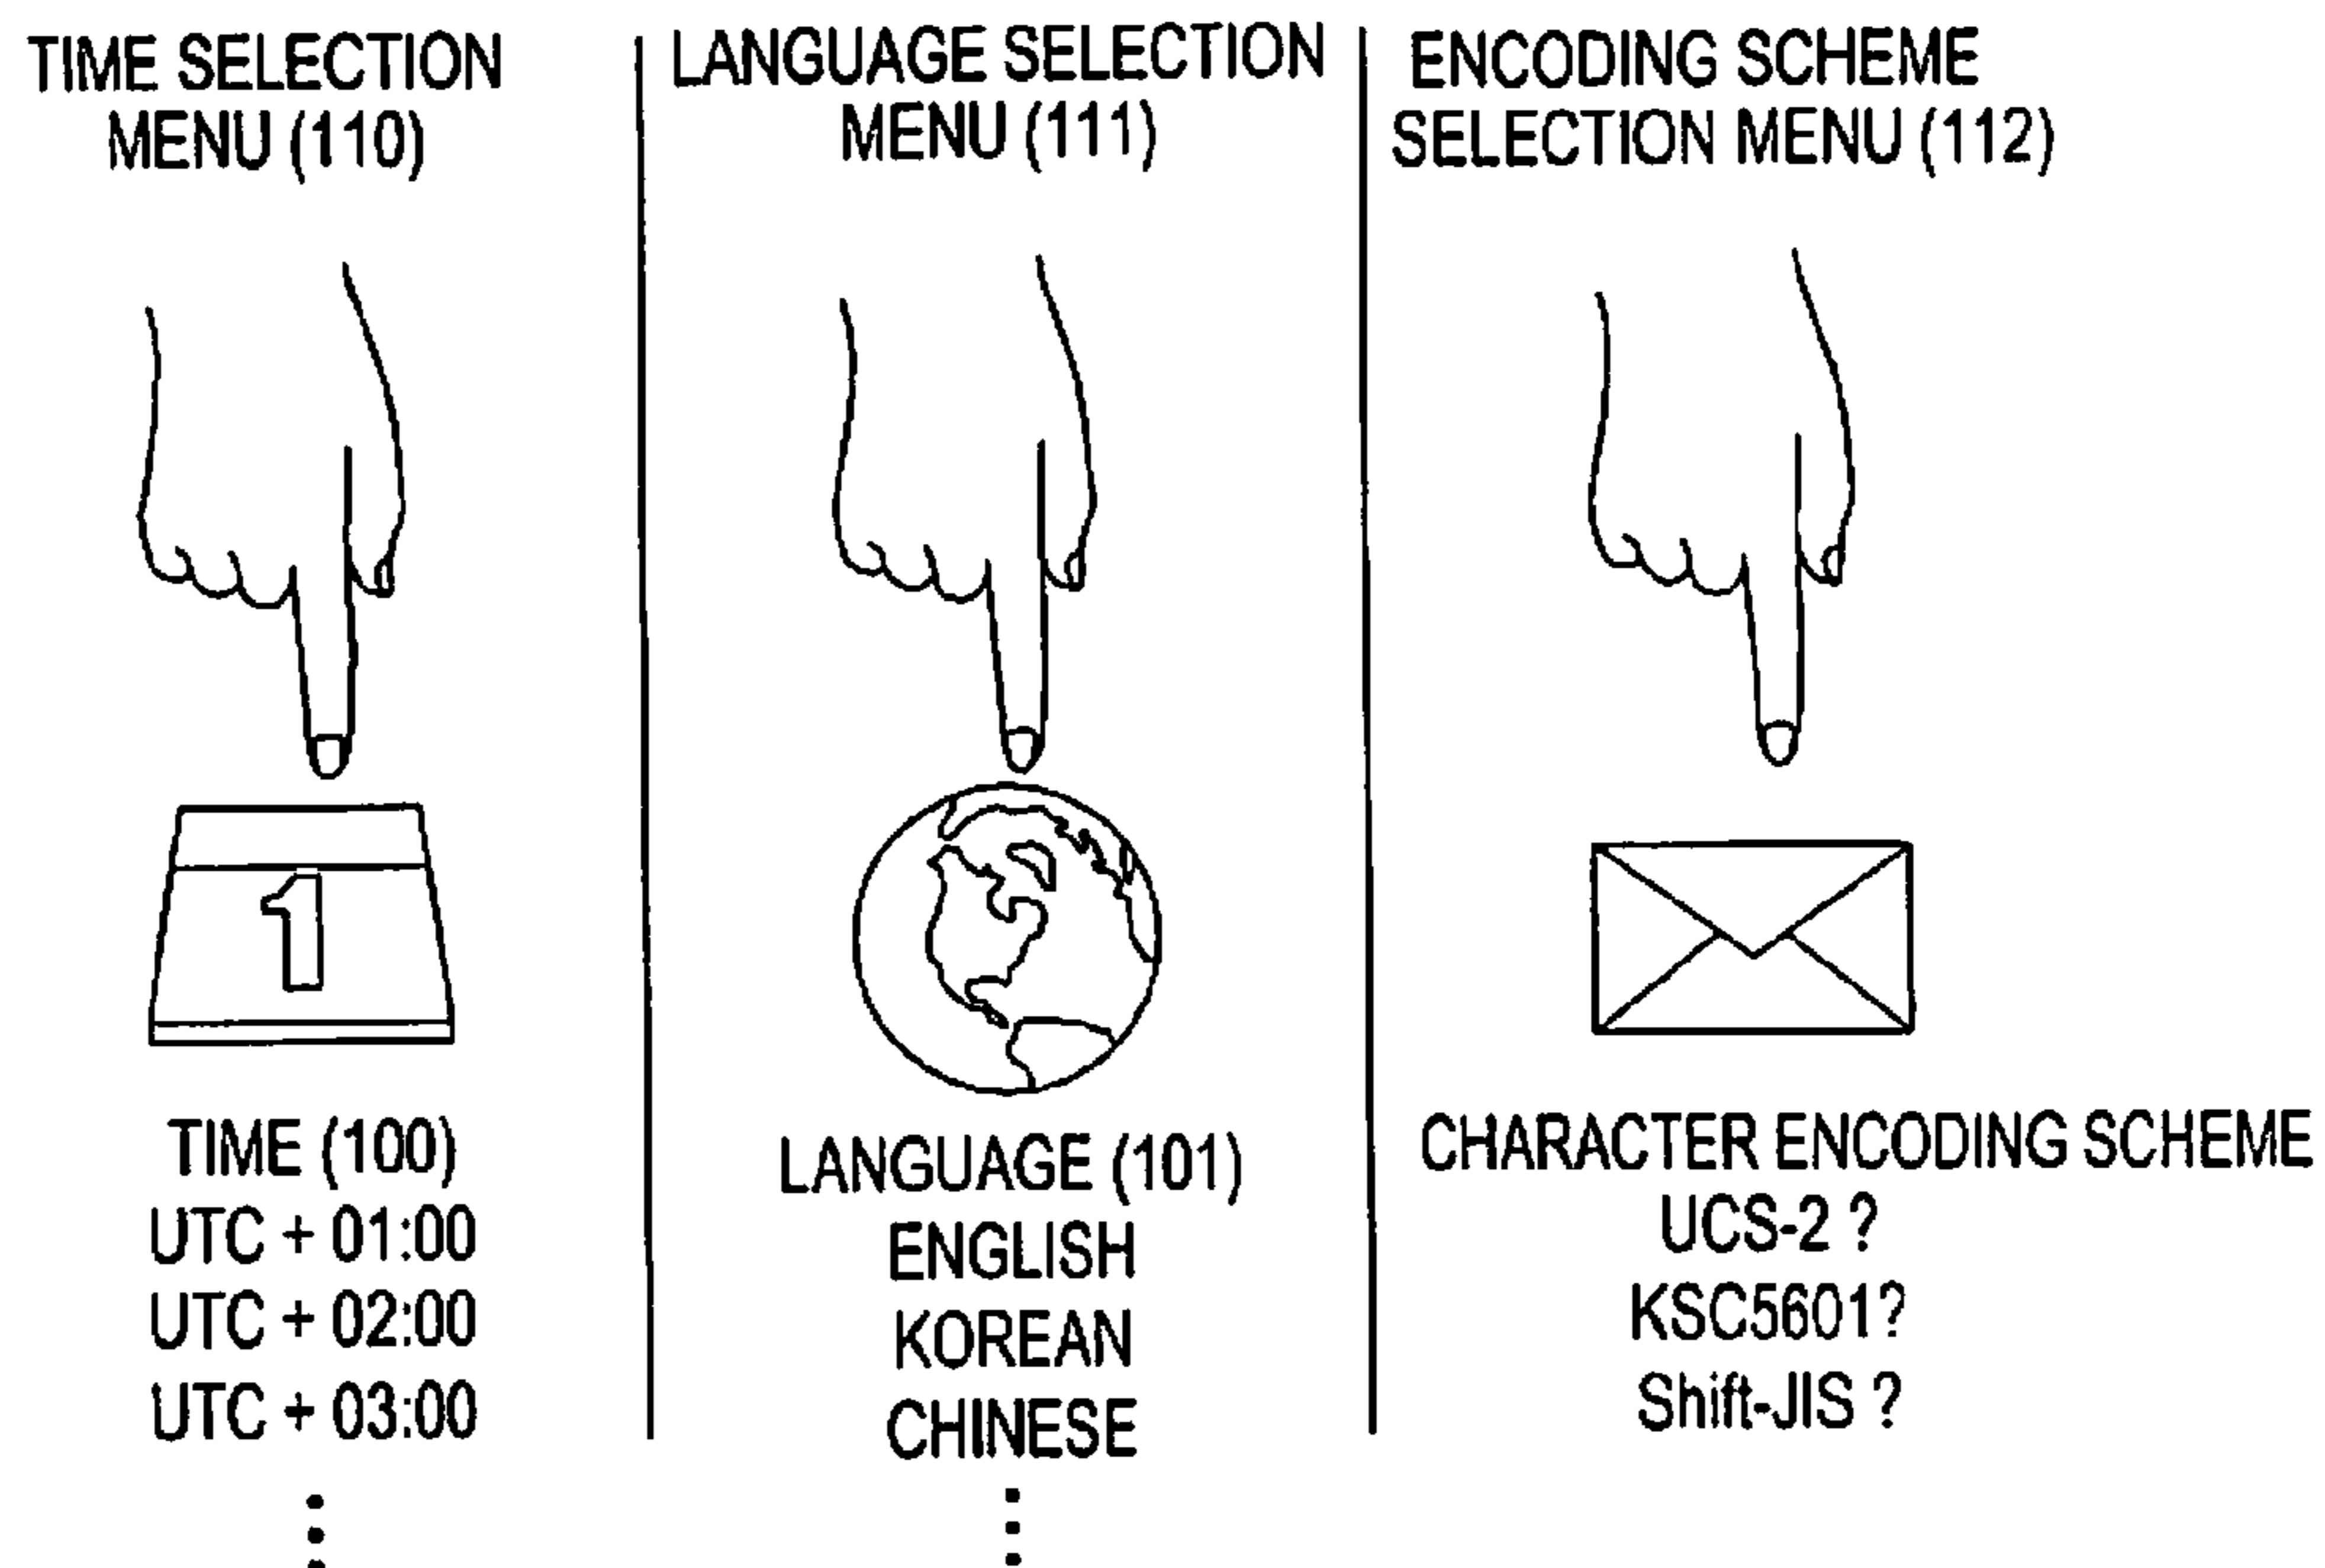 TIME SELECTION
MENU (110)
LANGUAGE SELECTION
MENU (111)
ENCODING SCHEME
SELECTION MENU (112)
1
TIME (100)
UTC + 01:00
UTC + 02:00
UTC + 03:00
LANGUAGE (101)
ENGLISH
KOREAN
CHINESE
CHARACTER ENCODING SCHEME
UCS-2 ?
KSC5601?
Shift-JIS ?